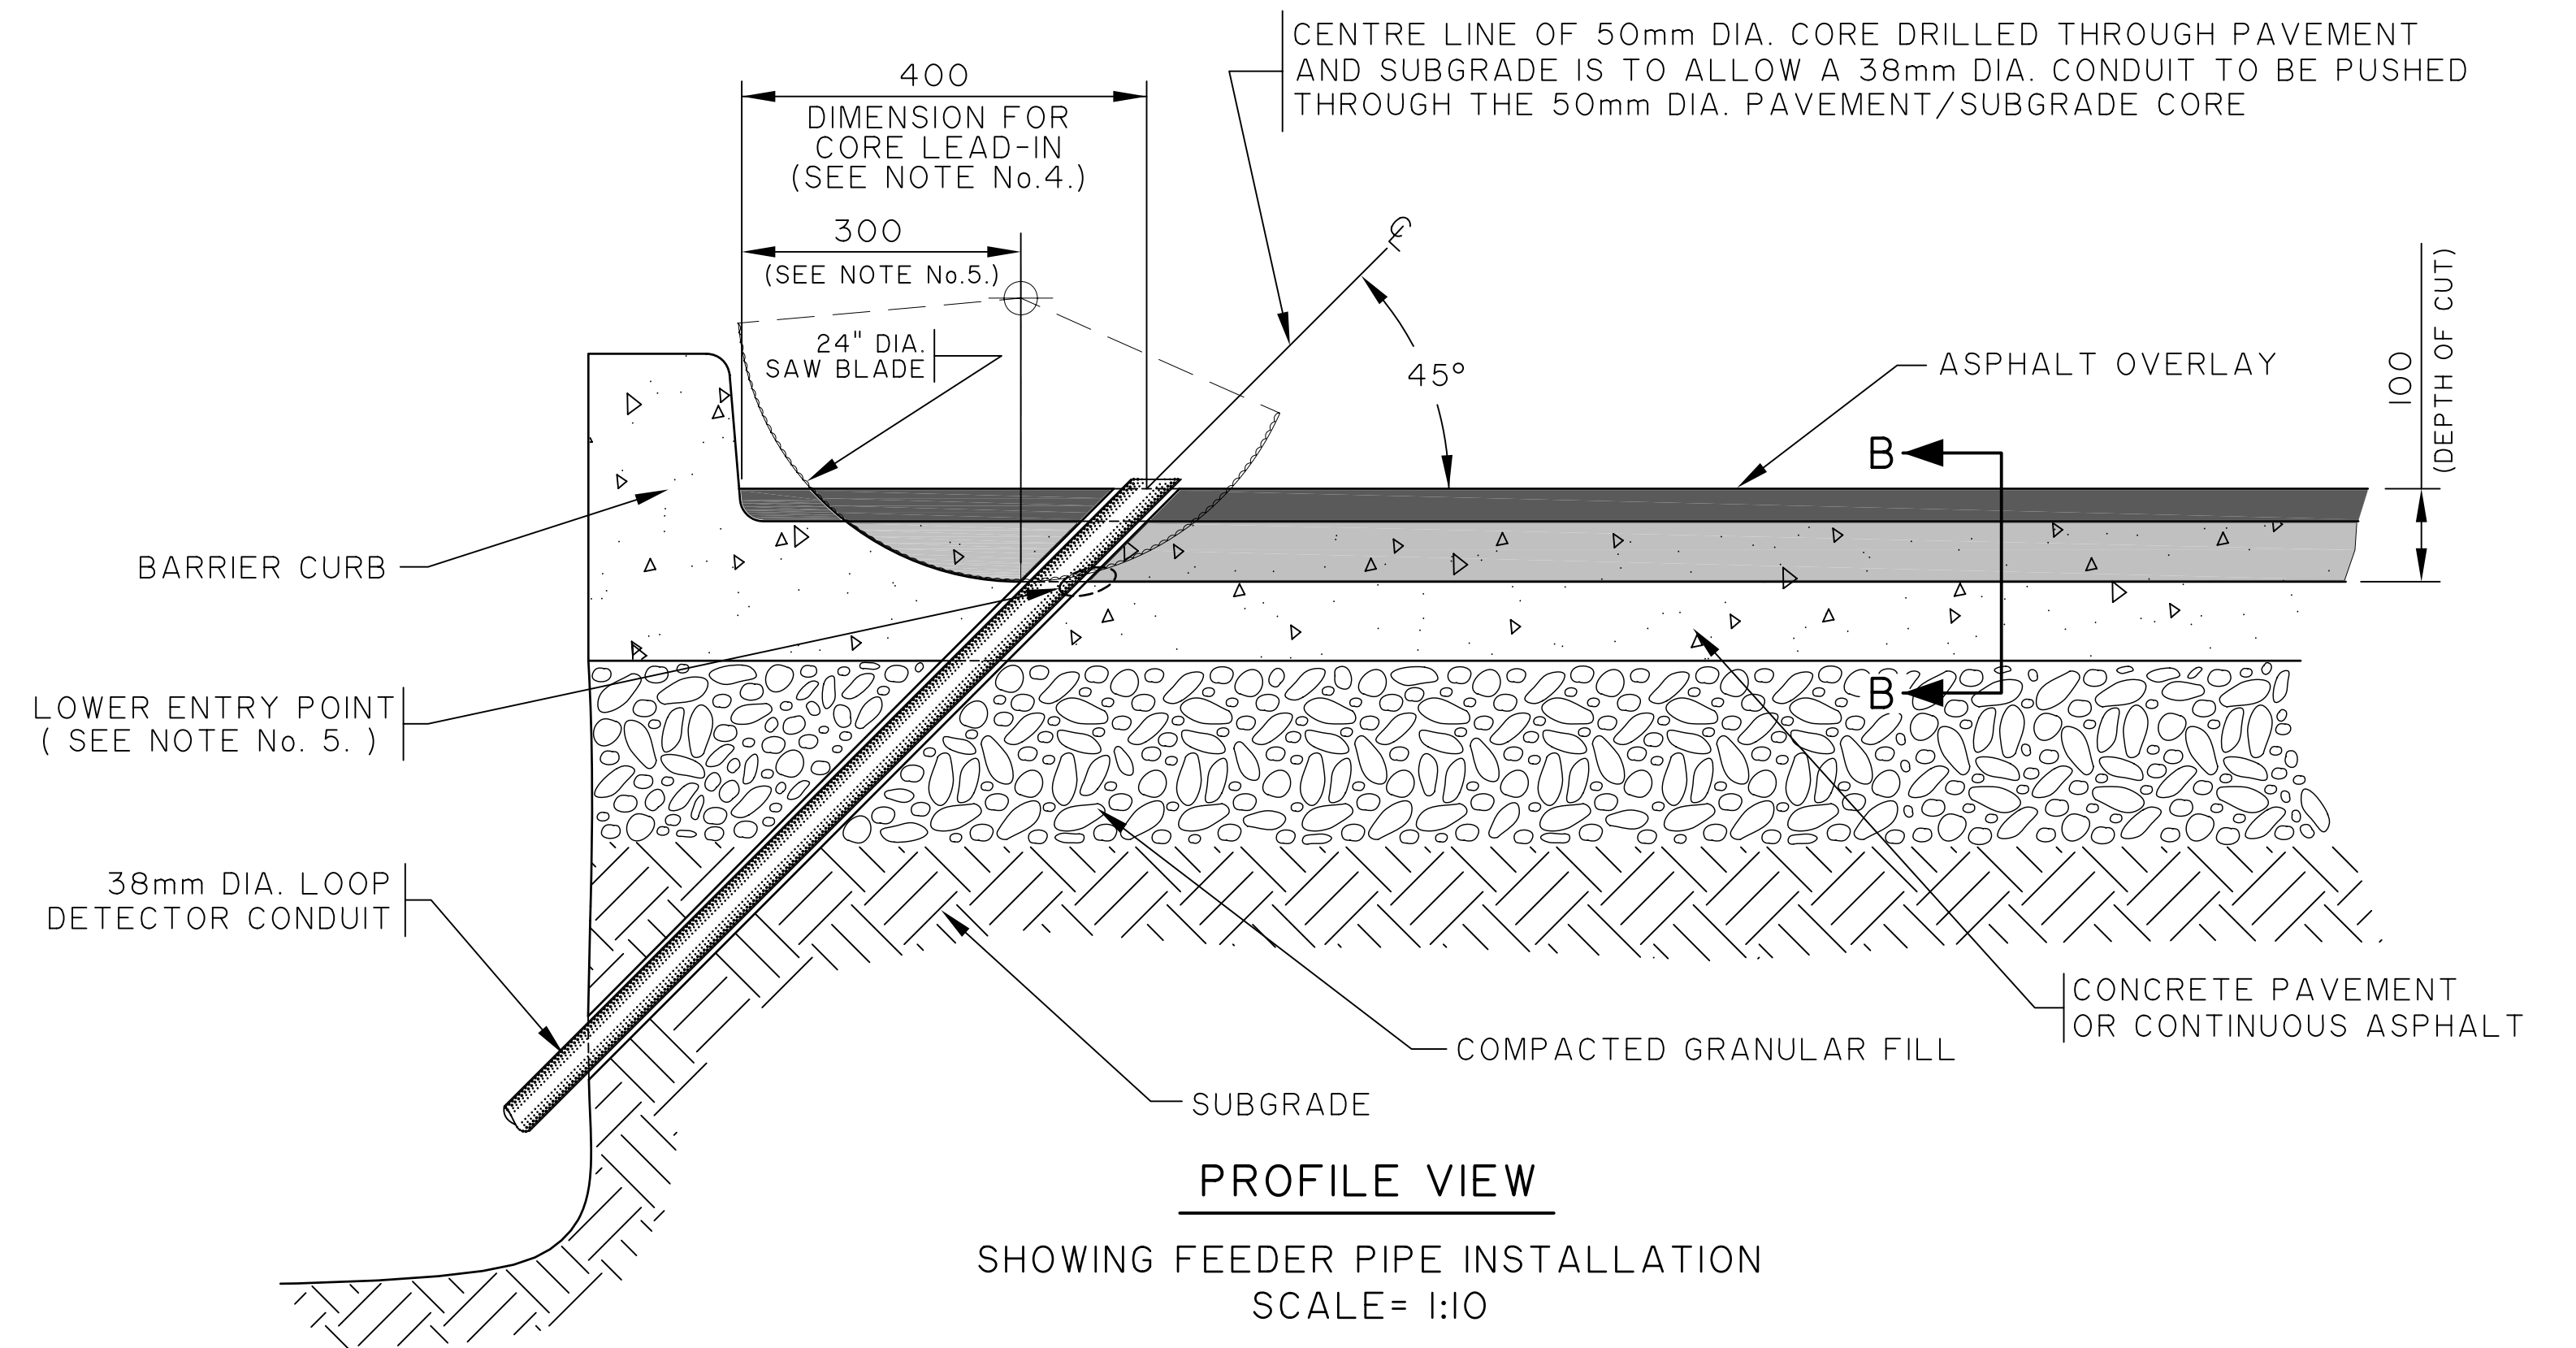 CENTRE LINE OF 50mm DIA. CORE DRILLED THROUGH PAVEMENT
AND SUBGRADE IS TO ALLOW A 38mm DIA. CONDUIT TO BE PUSHED
THROUGH THE 50mm DIA. PAVEMENT/SUBGRADE CORE
400
DIMENSION FOR
CORE LEAD-IN
(SEE NOTE No.4.)
300
(SEE NOTE No.5.)
℄
24" DIA.
SAW BLADE
45°
ASPHALT OVERLAY
100
(DEPTH OF CUT)
B
BARRIER CURB
B
LOWER ENTRY POINT
( SEE NOTE No. 5. )
38mm DIA. LOOP
DETECTOR CONDUIT
CONCRETE PAVEMENT
OR CONTINUOUS ASPHALT
COMPACTED GRANULAR FILL
SUBGRADE
PROFILE VIEW
SHOWING FEEDER PIPE INSTALLATION
SCALE= 1:10